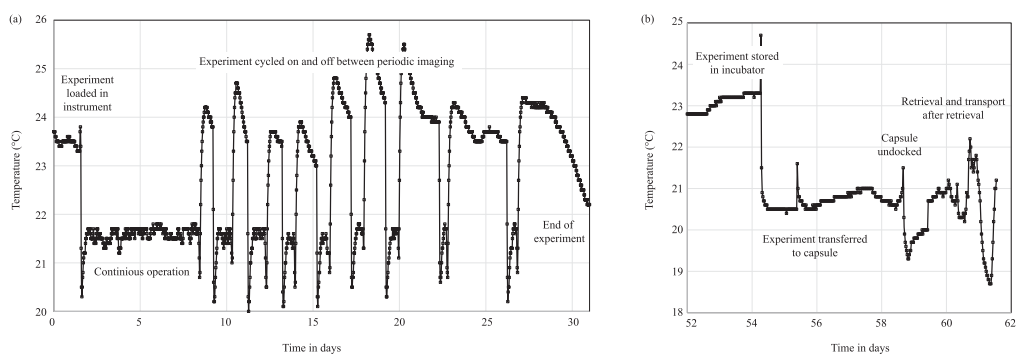 (a)
26
25
24
23
22
21
20
Temperature (°C)
Experiment
loaded in
instrument
Experiment cycled on and off between periodic imaging
Continious operation
End of
experiment
0
5
10
15
20
25
30
Time in days
(b)
25
24
23
22
21
20
19
18
Temperature (°C)
Experiment stored
in incubator
Retrieval and transport
after retrieval
Capsule
undocked
Experiment transferred
to capsule
52
54
56
58
60
62
Time in days